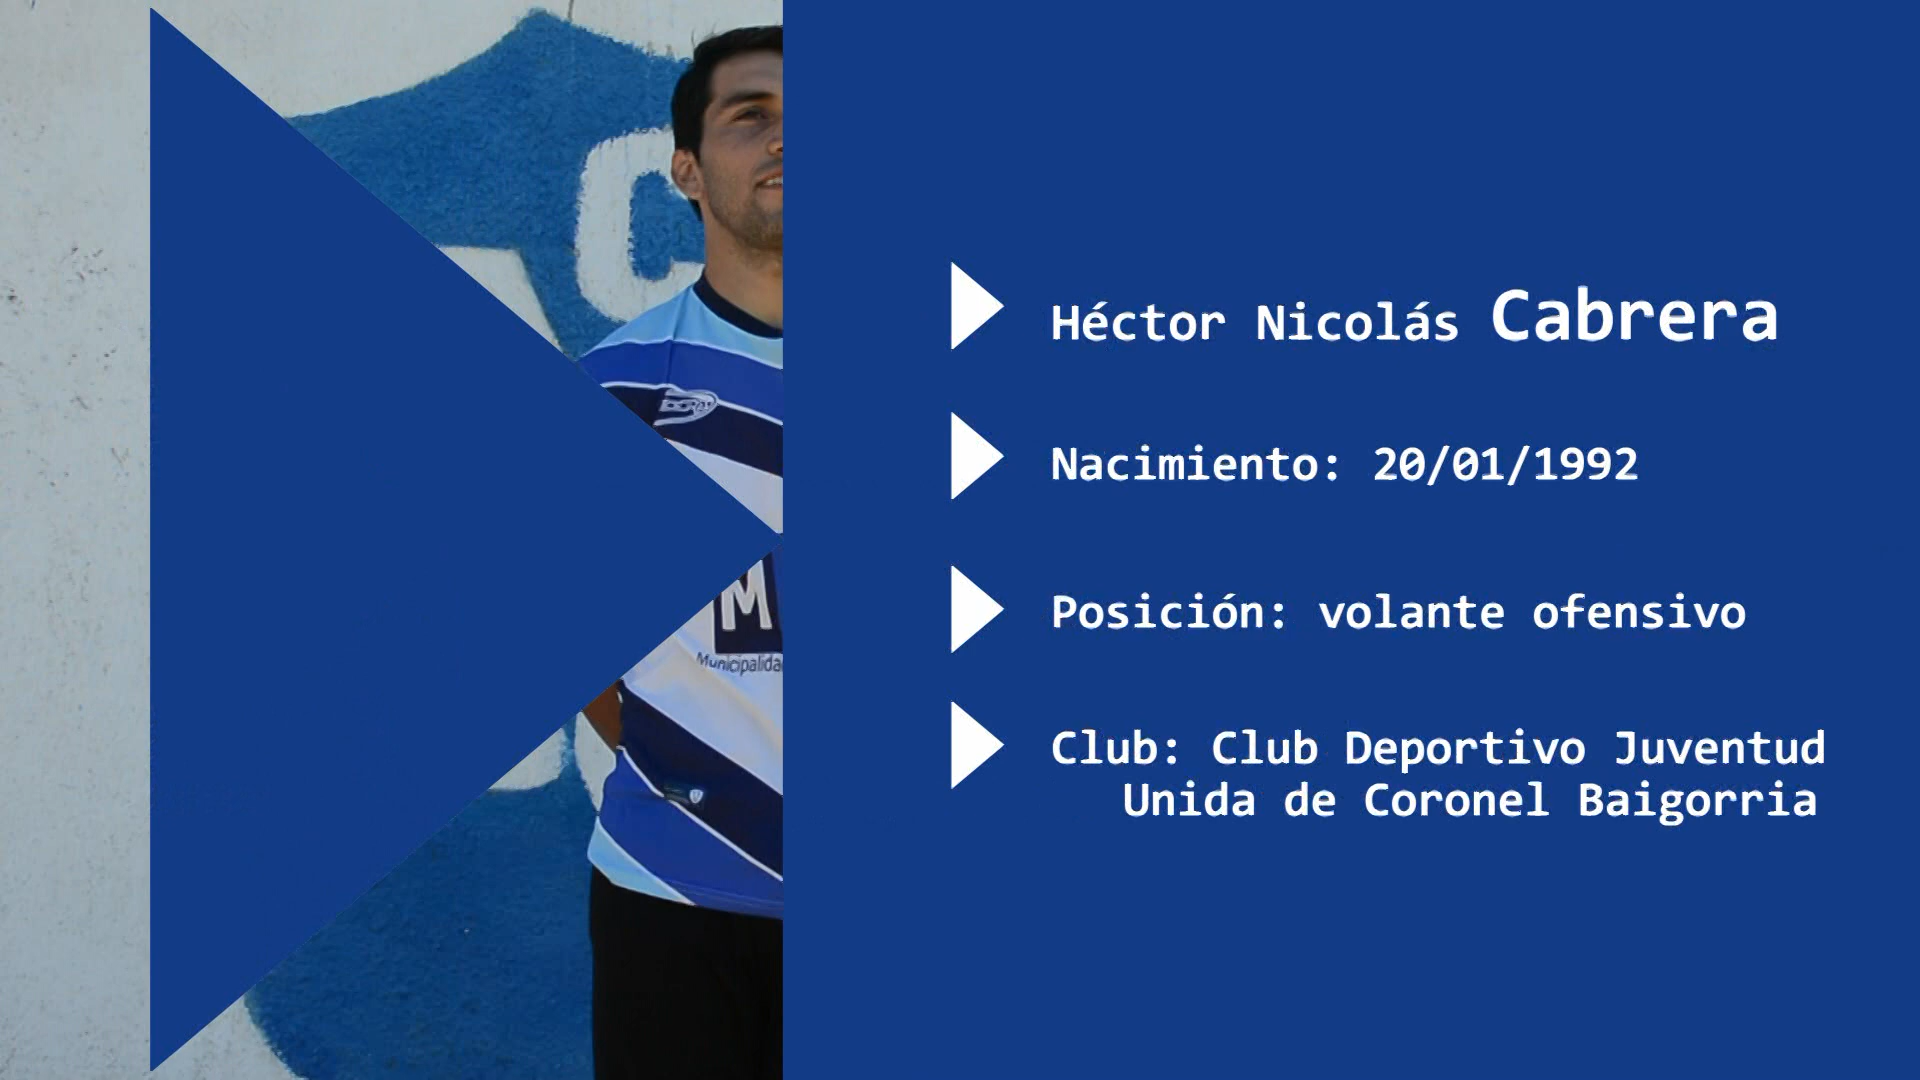 Héctor Nicolás Cabrera
Nacimiento: 20/01/1992
Posición: volante ofensivo
Club: Club Deportivo Juventud
Unida de Coronel Baigorria
C
M